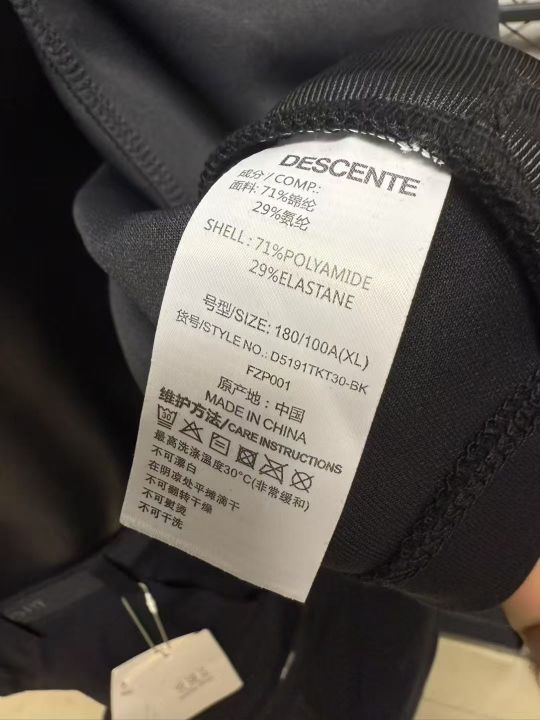 DESCENTE
成分/COMP.:
面料:71%锦纶
29%氨纶
SHELL:71%POLYAMIDE
29%ELASTANE
号型/SIZE: 180/100A(XL)
货号/STYLE NO.: D5191TKT30-BK
FZP001
原产地:中国
MADE IN CHINA
维护方法/CARE INSTRUCTIONS
30
最高洗涤温度30°C(非常缓和)
不可漂白
在阴凉处平摊滴干
不可翻转干燥
不可熨烫
不可干洗